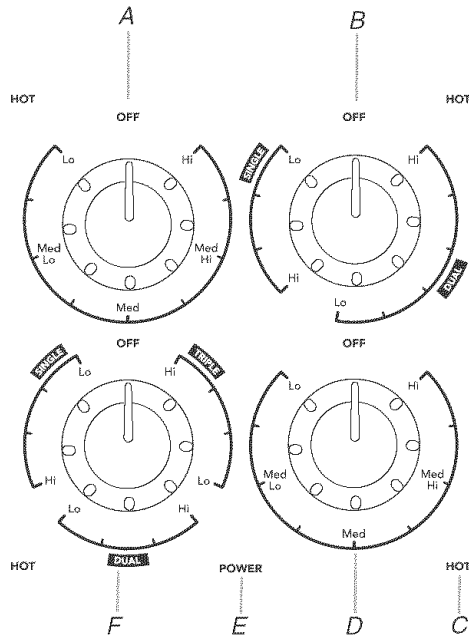 A B
HOT HOT
OFF OFF
Lo Hi SINGLE Lo Hi
Med Lo Med Hi Hi DUAL
Med Lo
OFF OFF
SINGLE Lo Hi TRIPLE Lo Hi
Hi Lo Med Lo Med Hi
Lo Hi Med
DUAL
HOT POWER HOT
F E D C